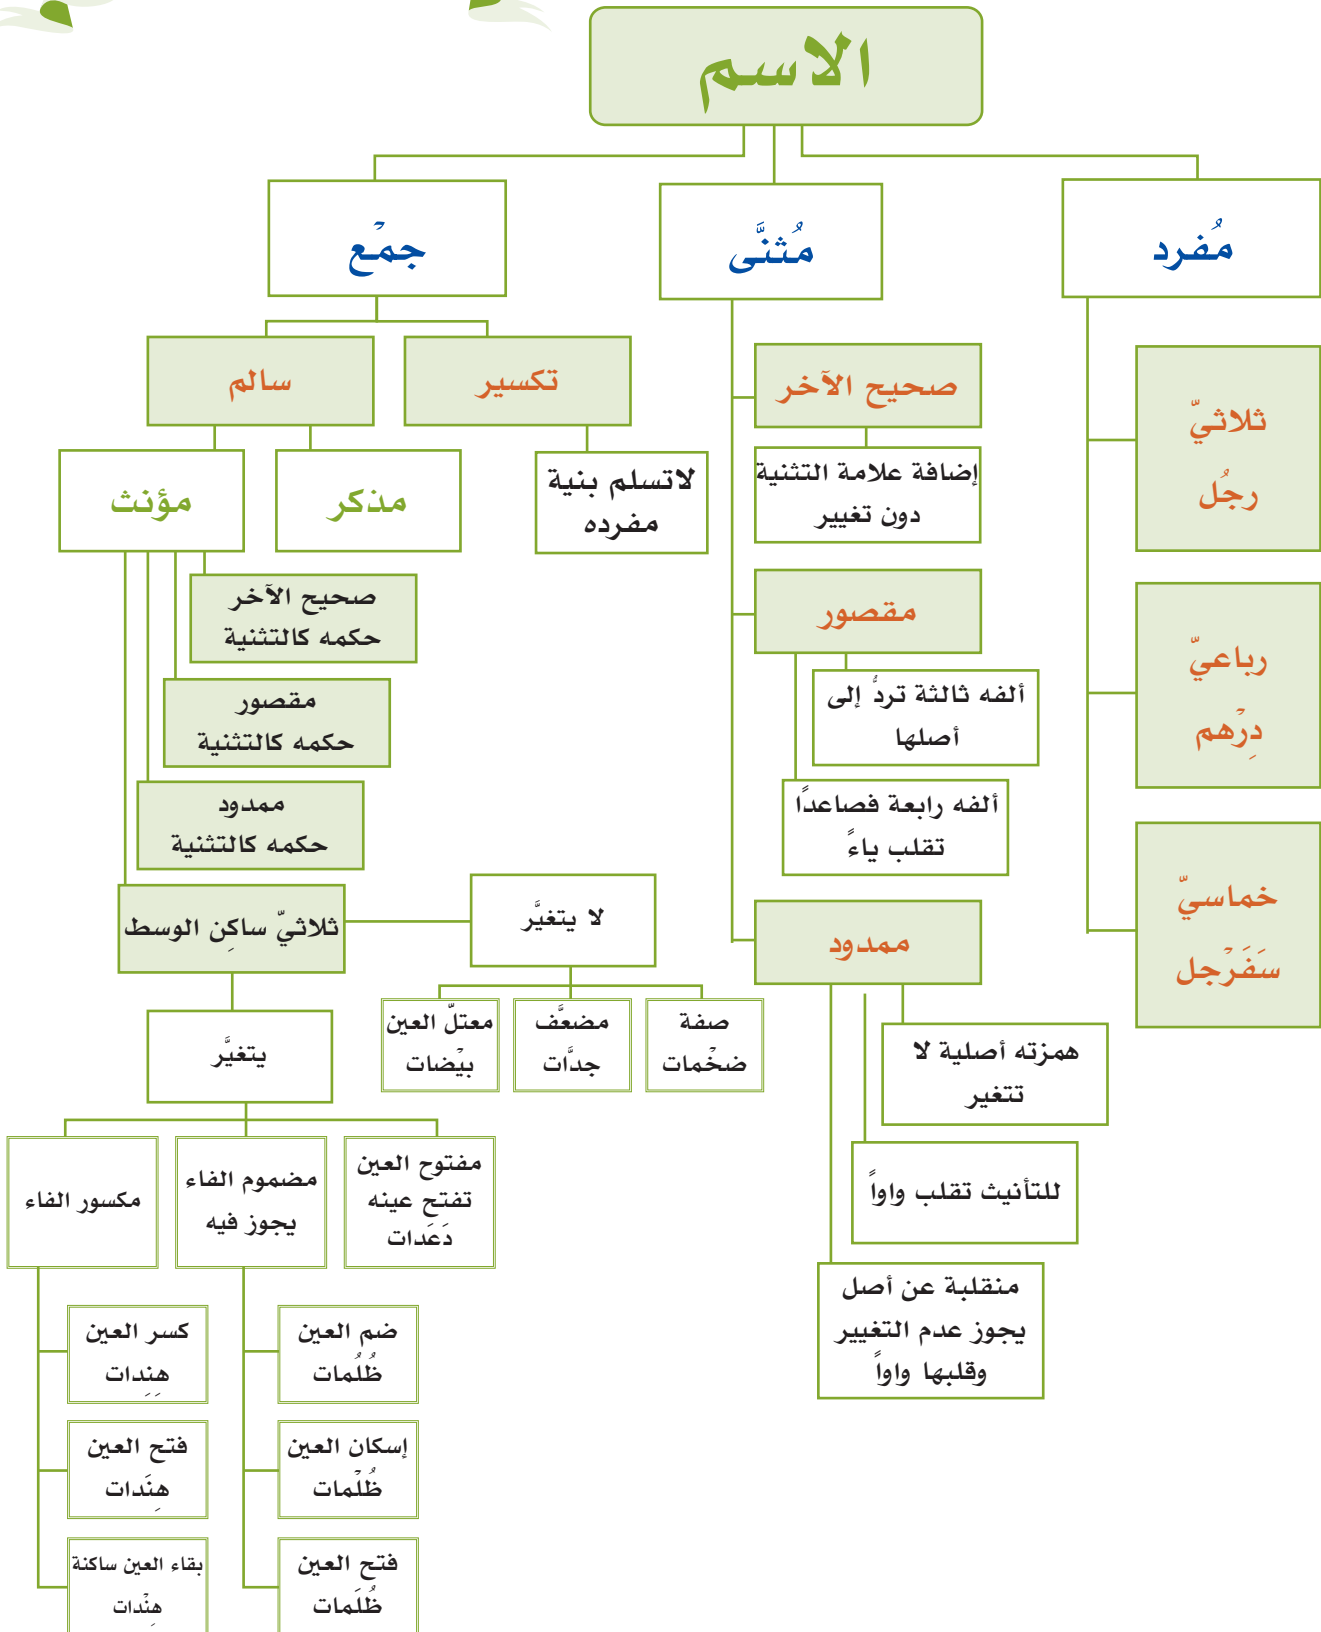 الاسم
مُفرد
ثلاثيّ
رجُل
رباعيّ
دِرْهم
خماسيّ
سَفَرْجل
مُثنَّى
صحيح الآخر
إضافة علامة التثنية
دون تغيير
مقصور
ألفه ثالثة تردُّ إلى
أصلها
ألفه رابعة فصاعدًا
تقلب ياءً
ممدود
همزته أصلية لا
تتغير
للتأنيث تقلب واواً
منقلبة عن أصل
يجوز عدم التغيير
وقلبها واواً
جمْع
تكسير
لاتسلم بنية
مفرده
سالم
مذكر
مؤنث
صحيح الآخر
حكمه كالتثنية
مقصور
حكمه كالتثنية
ممدود
حكمه كالتثنية
ثلاثيّ ساكِن الوسط
لا يتغيَّر
صفة
ضخْمات
مضعَّف
جدَّات
معتلّ العين
بيْضات
يتغيَّر
مفتوح العين
تفتح عينه
دَعَدات
مضموم الفاء
يجوز فيه
ضم العين
ظُلُمات
إسكان العين
ظُلْمات
فتح العين
ظُلَمات
مكسور الفاء
كسر العين
هِنِدات
فتح العين
هِنَدات
بقاء العين ساكنة
هِنْدات